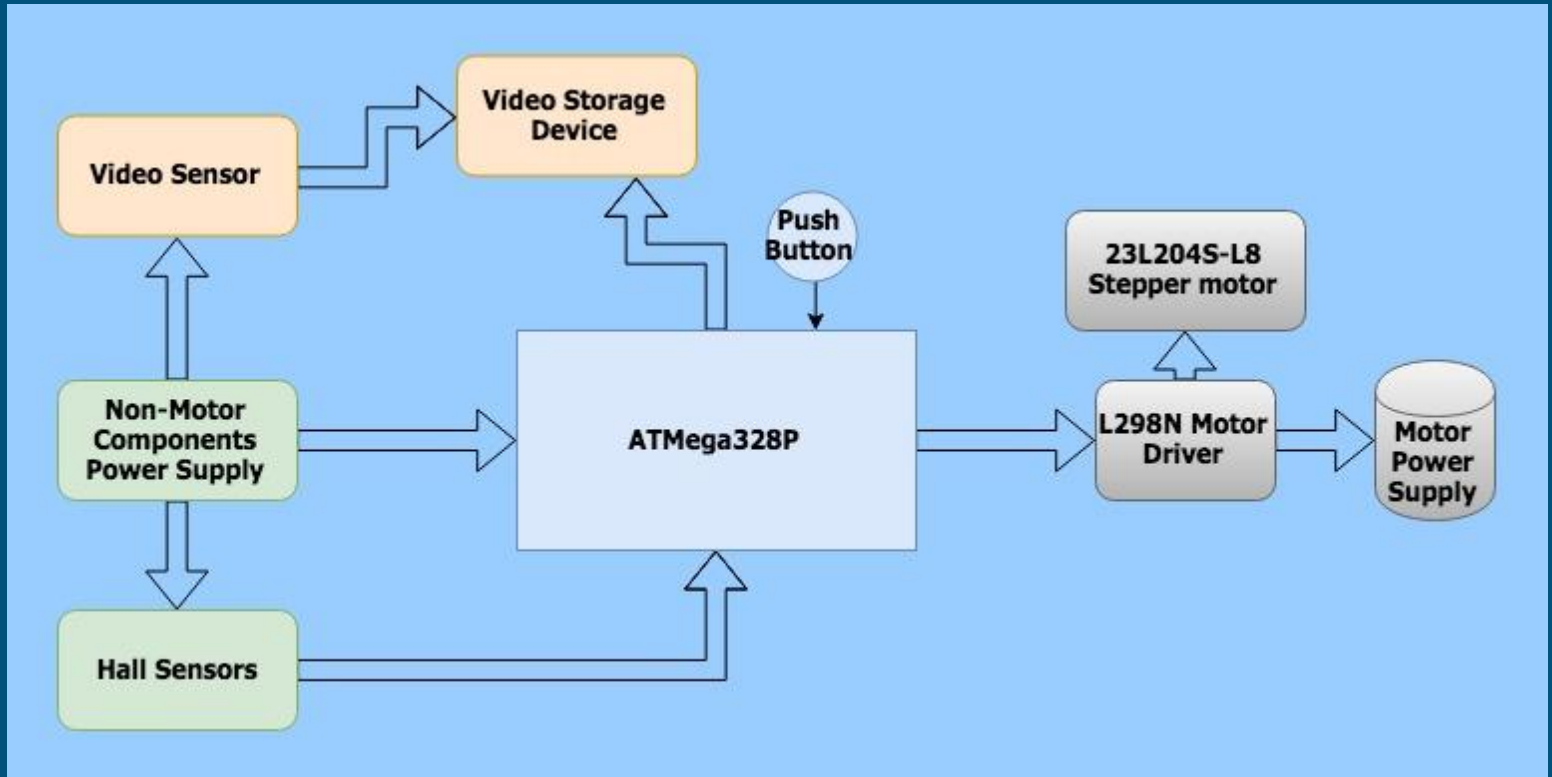 Video Storage
Device
Video Sensor
Push
Button
23L204S-L8
Stepper motor
Non-Motor
Components
Power Supply
ATMega328P
L298N Motor
Driver
Motor
Power
Supply
Hall Sensors